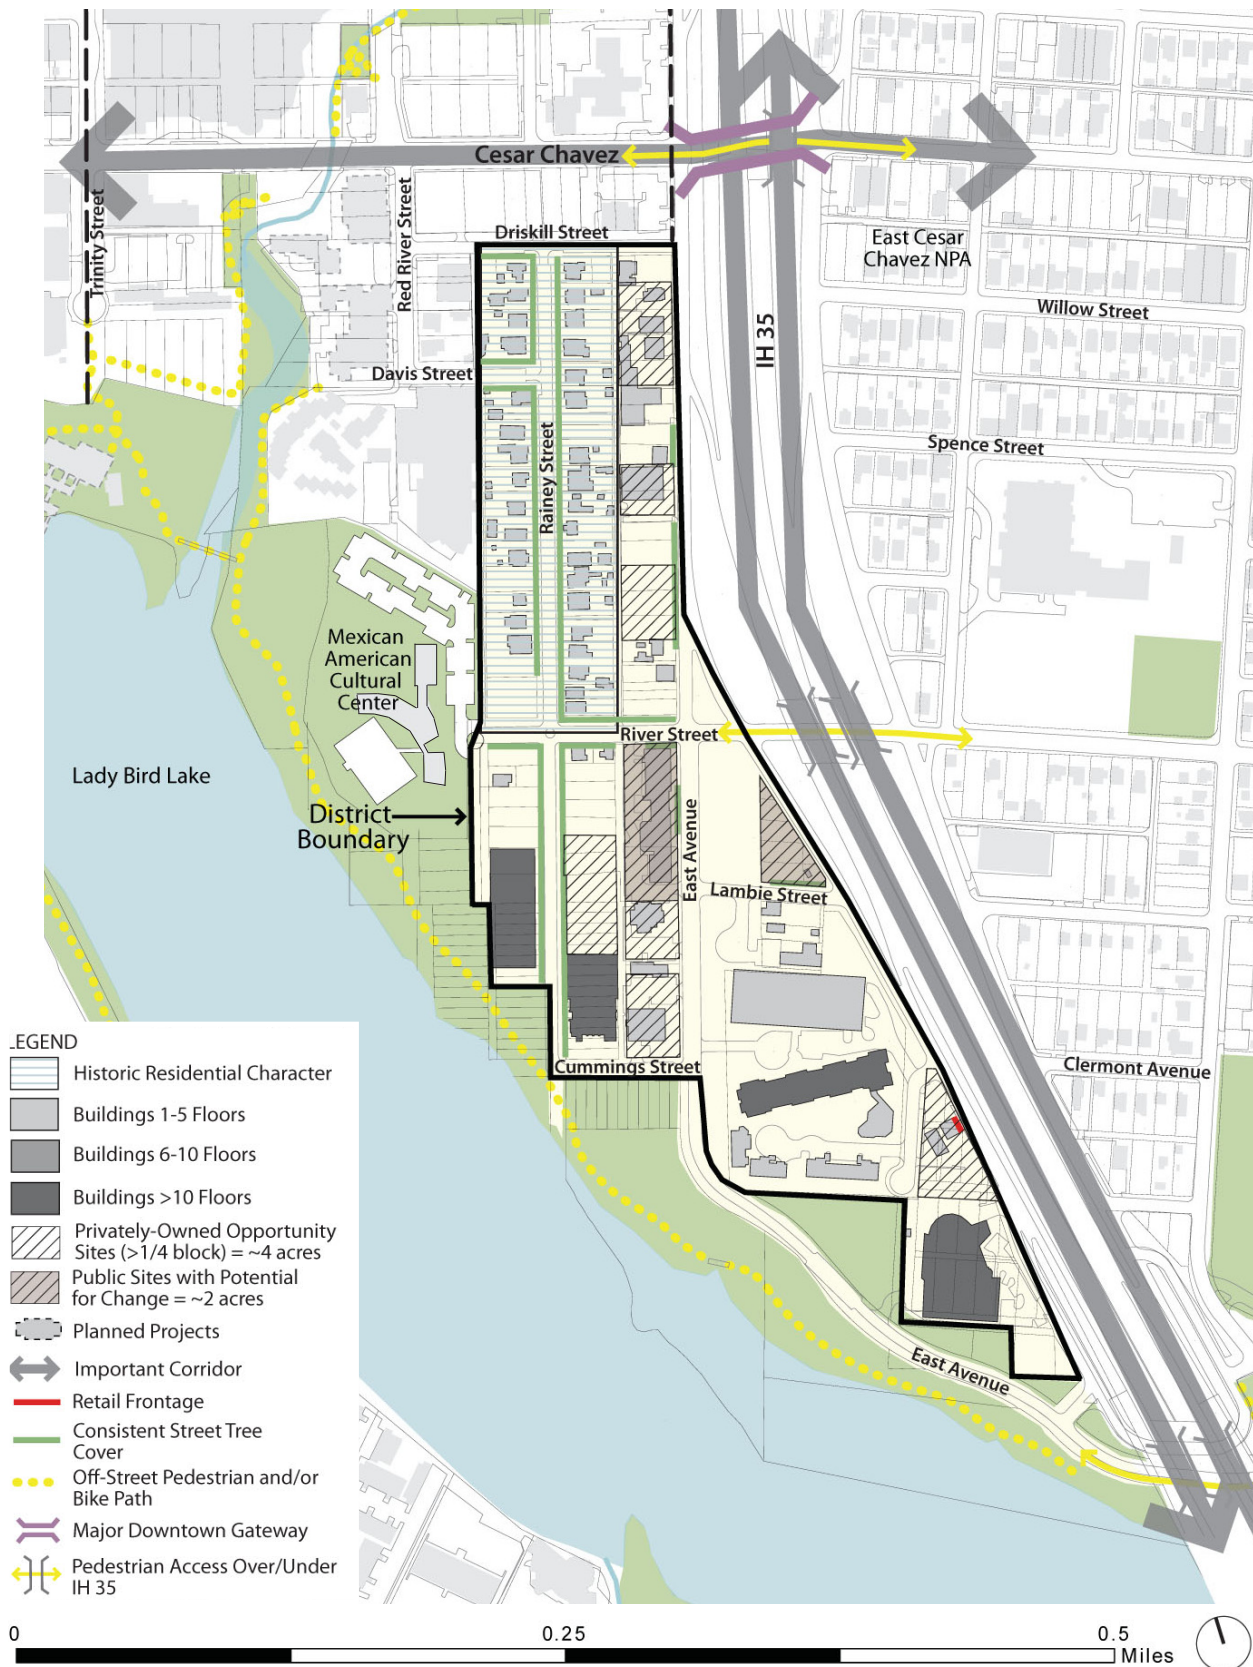 Cesar Chavez
Trinity Street
Red River Street
Driskill Street
East Cesar
Chavez NPA
Willow Street
IH 35
Davis Street
Spence Street
Rainey Street
Mexican
American
Cultural
Center
River Street
Lady Bird Lake
District
Boundary
East Avenue
Lambie Street
Cummings Street
Clermont Avenue
East Avenue
LEGEND
Historic Residential Character
Buildings 1-5 Floors
Buildings 6-10 Floors
Buildings >10 Floors
Privately-Owned Opportunity
Sites (>1/4 block) = ~4 acres
Public Sites with Potential
for Change = ~2 acres
Planned Projects
Important Corridor
Retail Frontage
Consistent Street Tree
Cover
Off-Street Pedestrian and/or
Bike Path
Major Downtown Gateway
Pedestrian Access Over/Under
IH 35
0 0.25 0.5
Miles